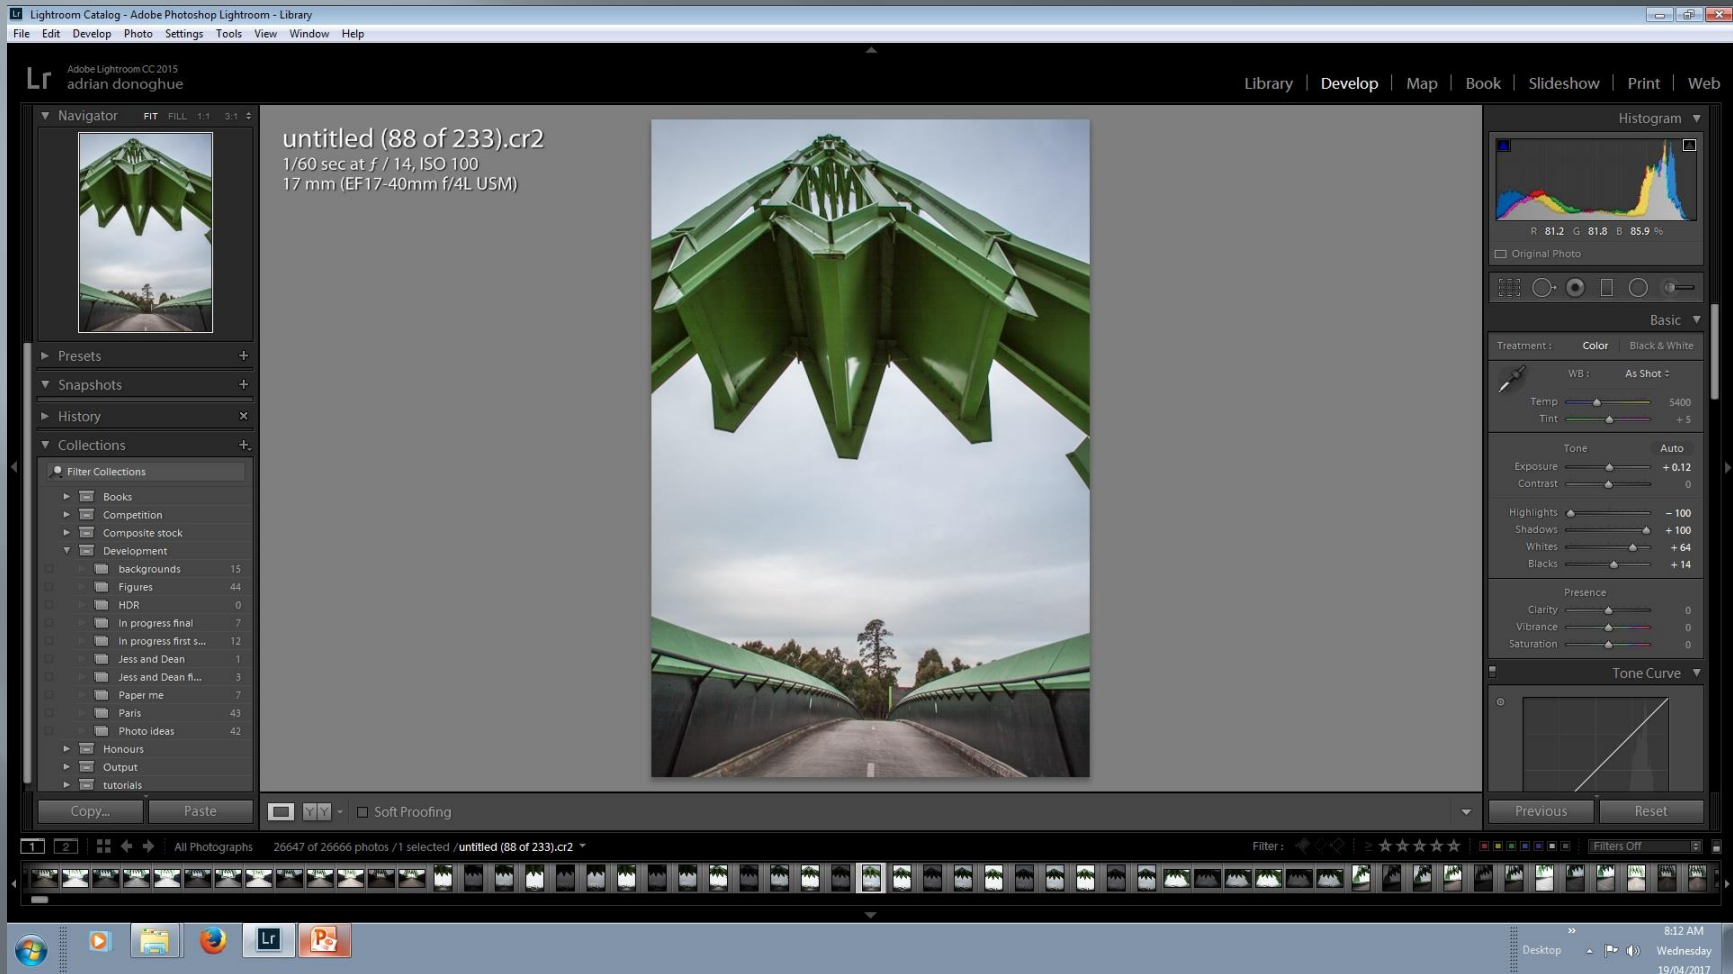 Lightroom Catalog - Adobe Photoshop Lightroom - Library
File Edit Develop Photo Settings Tools View Window Help
Lr
Adobe Lightroom CC 2015
adrian donoghue
Library Develop Map Book Slideshow Print Web
Navigator FIT FILL 1:1 3:1
Presets
Snapshots
History
Collections
Filter Collections
Books
Competition
Composite stock
Development
backgrounds 15
Figures 44
HDR 0
In progress final 7
In progress first s... 12
Jess and Dean 1
Jess and Dean fi... 3
Paper me 7
Paris 43
Photo ideas 42
Honours
Output
tutorials
Copy... Paste
untitled (88 of 233).cr2
1/60 sec at ƒ / 14, ISO 100
17 mm (EF17-40mm f/4L USM)
Soft Proofing
Histogram
R 81.2 G 81.8 B 85.9 %
Original Photo
Basic
Treatment : Color Black & White
WB : As Shot
Temp 5400
Tint + 5
Tone Auto
Exposure + 0.12
Contrast 0
Highlights − 100
Shadows + 100
Whites + 64
Blacks + 14
Presence
Clarity 0
Vibrance 0
Saturation 0
Tone Curve
Previous Reset
1 2 All Photographs 26647 of 26666 photos /1 selected /untitled (88 of 233).cr2
Filter : Filters Off
Lr
Desktop
8:12 AM
Wednesday
19/04/2017